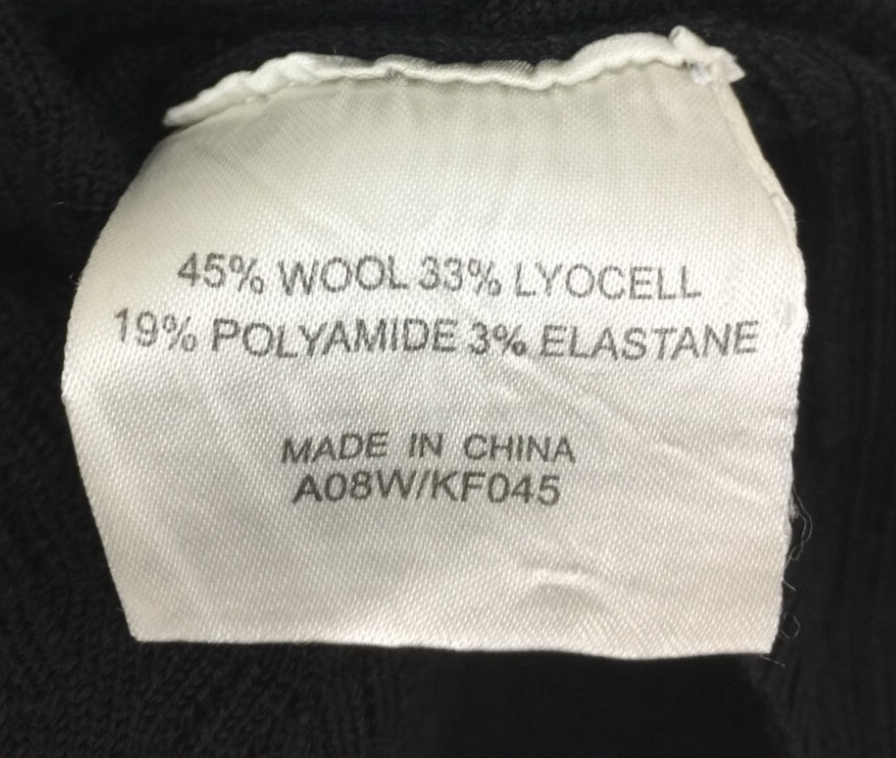 45% WOOL 33% LYOCELL
19% POLYAMIDE 3% ELASTANE
MADE IN CHINA
A08W/KF045